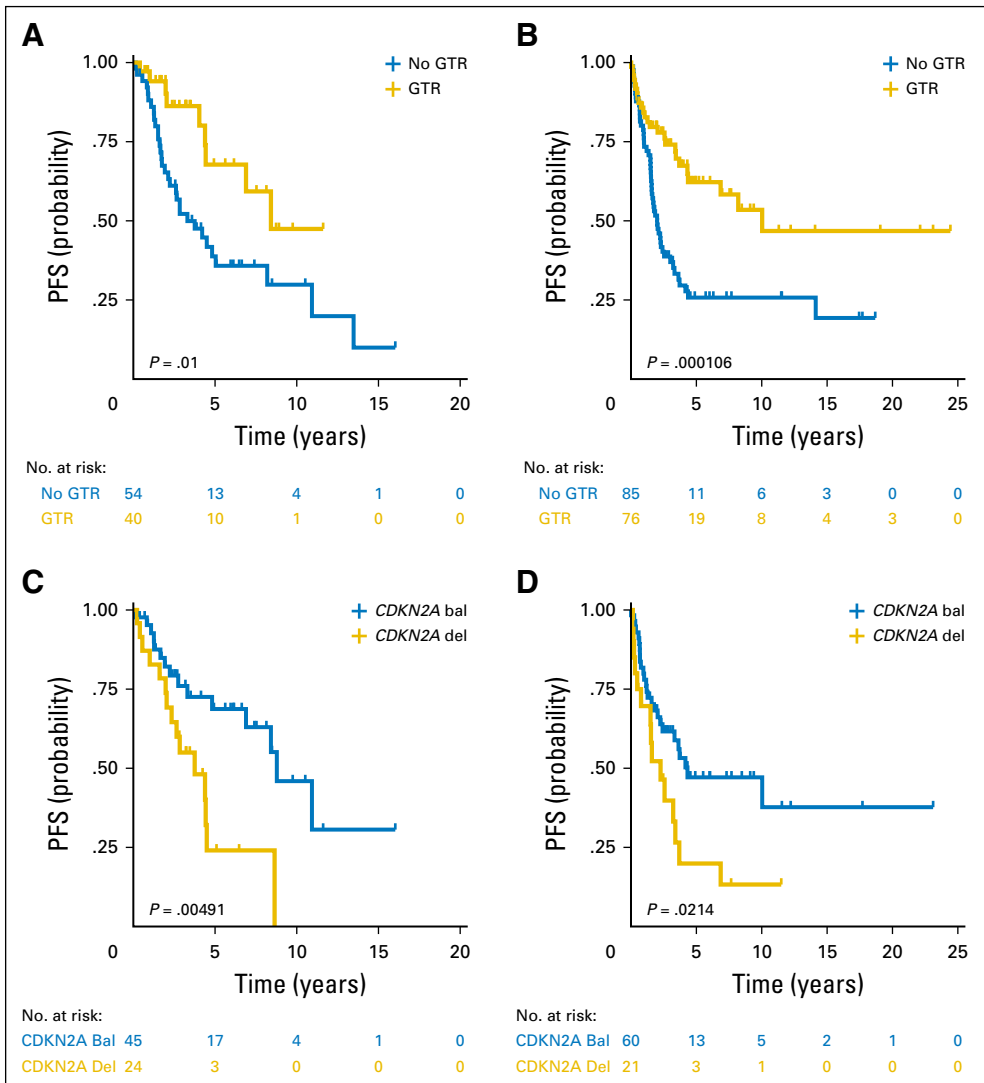 A
1.00
.75
.50
.25
PFS (probability)
No GTR
GTR
P = .01
0 5 10 15 20
Time (years)
No. at risk:
No GTR 54 13 4 1 0
GTR 40 10 1 0 0
B
1.00
.75
.50
.25
PFS (probability)
No GTR
GTR
P = .000106
0 5 10 15 20 25
Time (years)
No. at risk:
No GTR 85 11 6 3 0 0
GTR 76 19 8 4 3 0
C
1.00
.75
.50
.25
PFS (probability)
CDKN2A bal
CDKN2A del
P = .00491
0 5 10 15 20
Time (years)
No. at risk:
CDKN2A Bal 45 17 4 1 0
CDKN2A Del 24 3 0 0 0
D
1.00
.75
.50
.25
PFS (probability)
CDKN2A bal
CDKN2A del
P = .0214
0 5 10 15 20 25
Time (years)
No. at risk:
CDKN2A Bal 60 13 5 2 1 0
CDKN2A Del 21 3 1 0 0 0